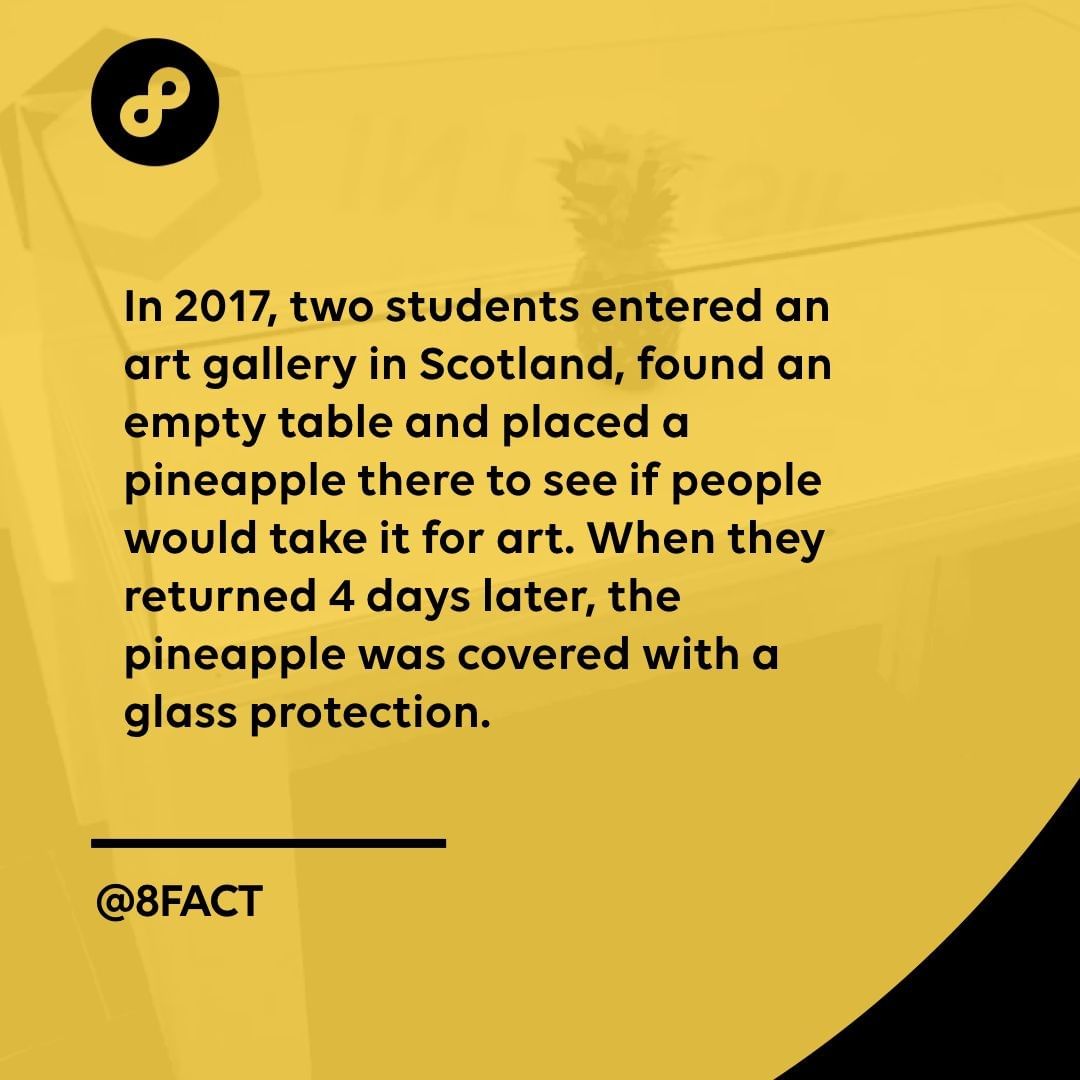 In 2017, two students entered an
art gallery in Scotland, found an
empty table and placed a
pineapple there to see if people
would take it for art. When they
returned 4 days later, the
pineapple was covered with a
glass protection.
@8FACT